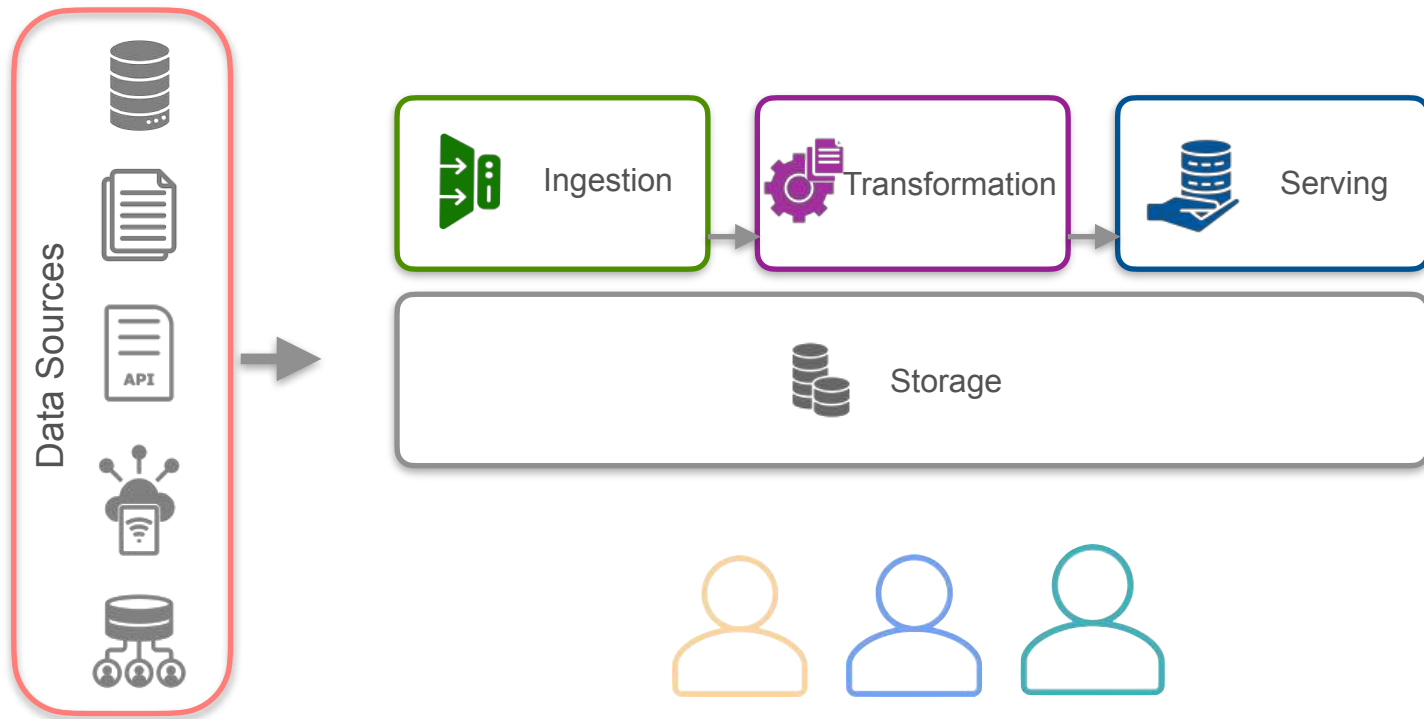 Data Sources
API
Ingestion
Transformation
Serving
Storage